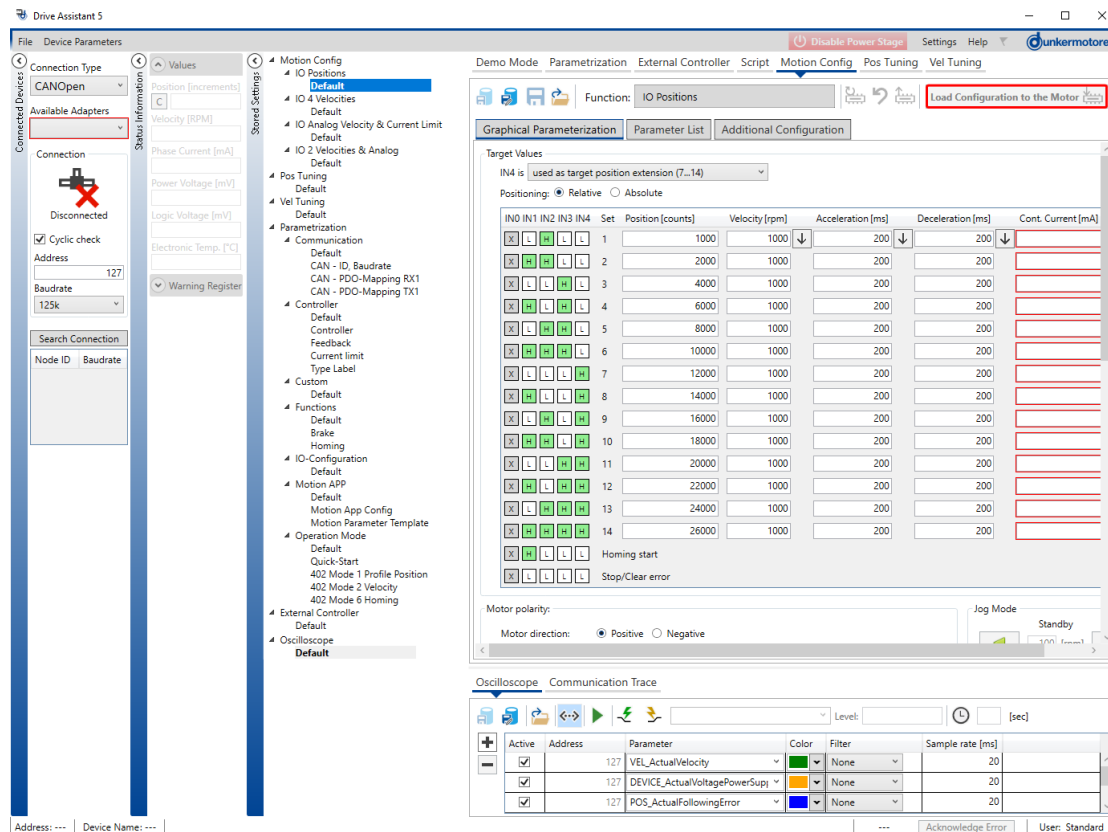 Drive Assistant 5
File Device Parameters
Disable Power Stage
Settings Help
dunkermotore
Connected Devices
Connection Type
CANOpen
Available Adapters
Connection
Disconnected
Cyclic check
Address
127
Baudrate
125k
Search Connection
Node ID Baudrate
Status Information
Values
Position [increments]
C
Velocity [RPM]
Phase Current [mA]
Power Voltage [mV]
Logic Voltage [mV]
Electronic Temp. [°C]
Warning Register
Stored Settings
Motion Config
IO Positions
Default
IO 4 Velocities
Default
IO Analog Velocity & Current Limit
Default
IO 2 Velocities & Analog
Default
Pos Tuning
Default
Vel Tuning
Default
Parametrization
Communication
Default
CAN - ID, Baudrate
CAN - PDO-Mapping RX1
CAN - PDO-Mapping TX1
Controller
Default
Controller
Feedback
Current limit
Type Label
Custom
Default
Functions
Default
Brake
Homing
IO-Configuration
Default
Motion APP
Default
Motion App Config
Motion Parameter Template
Operation Mode
Default
Quick-Start
402 Mode 1 Profile Position
402 Mode 2 Velocity
402 Mode 6 Homing
External Controller
Default
Oscilloscope
Default
Demo Mode Parametrization External Controller Script Motion Config Pos Tuning Vel Tuning
Function: IO Positions
Load Configuration to the Motor
Graphical Parameterization Parameter List Additional Configuration
Target Values
IN4 is used as target position extension (7...14)
Positioning: Relative Absolute
IN0 IN1 IN2 IN3 IN4 Set Position [counts] Velocity [rpm] Acceleration [ms] Deceleration [ms] Cont. Current [mA]
X L H L L 1 1000 1000 200 200
X H H L L 2 2000 1000 200 200
X L L H L 3 4000 1000 200 200
X H L H L 4 6000 1000 200 200
X L H H L 5 8000 1000 200 200
X H H H L 6 10000 1000 200 200
X L L L H 7 12000 1000 200 200
X H L L H 8 14000 1000 200 200
X L H L H 9 16000 1000 200 200
X H H L H 10 18000 1000 200 200
X L L H H 11 20000 1000 200 200
X H L H H 12 22000 1000 200 200
X L H H H 13 24000 1000 200 200
X H H H H 14 26000 1000 200 200
X H L L L Homing start
X L L L L Stop/Clear error
Motor polarity:
Motor direction: Positive Negative
Jog Mode
Standby
100 [rpm]
Oscilloscope Communication Trace
Level: [sec]
Active Address Parameter Color Filter Sample rate [ms]
127 VEL_ActualVelocity None 20
127 DEVICE_ActualVoltagePowerSupp None 20
127 POS_ActualFollowingError None 20
Address: --- Device Name: --- --- Acknowledge Error User: Standard